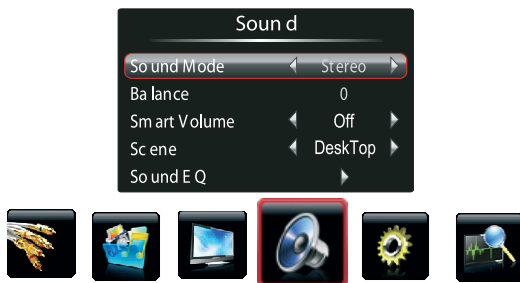 Sound
Sound Mode Stereo
Balance 0
Smart Volume Off
Scene DeskTop
Sound EQ